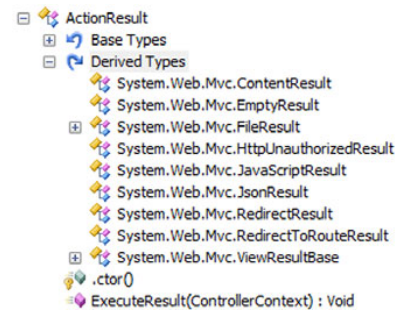 ActionResult
Base Types
Derived Types
System.Web.Mvc.ContentResult
System.Web.Mvc.EmptyResult
System.Web.Mvc.FileResult
System.Web.Mvc.HttpUnauthorizedResult
System.Web.Mvc.JavaScriptResult
System.Web.Mvc.JsonResult
System.Web.Mvc.RedirectResult
System.Web.Mvc.RedirectToRouteResult
System.Web.Mvc.ViewResultBase
.ctor()
ExecuteResult(ControllerContext) : Void